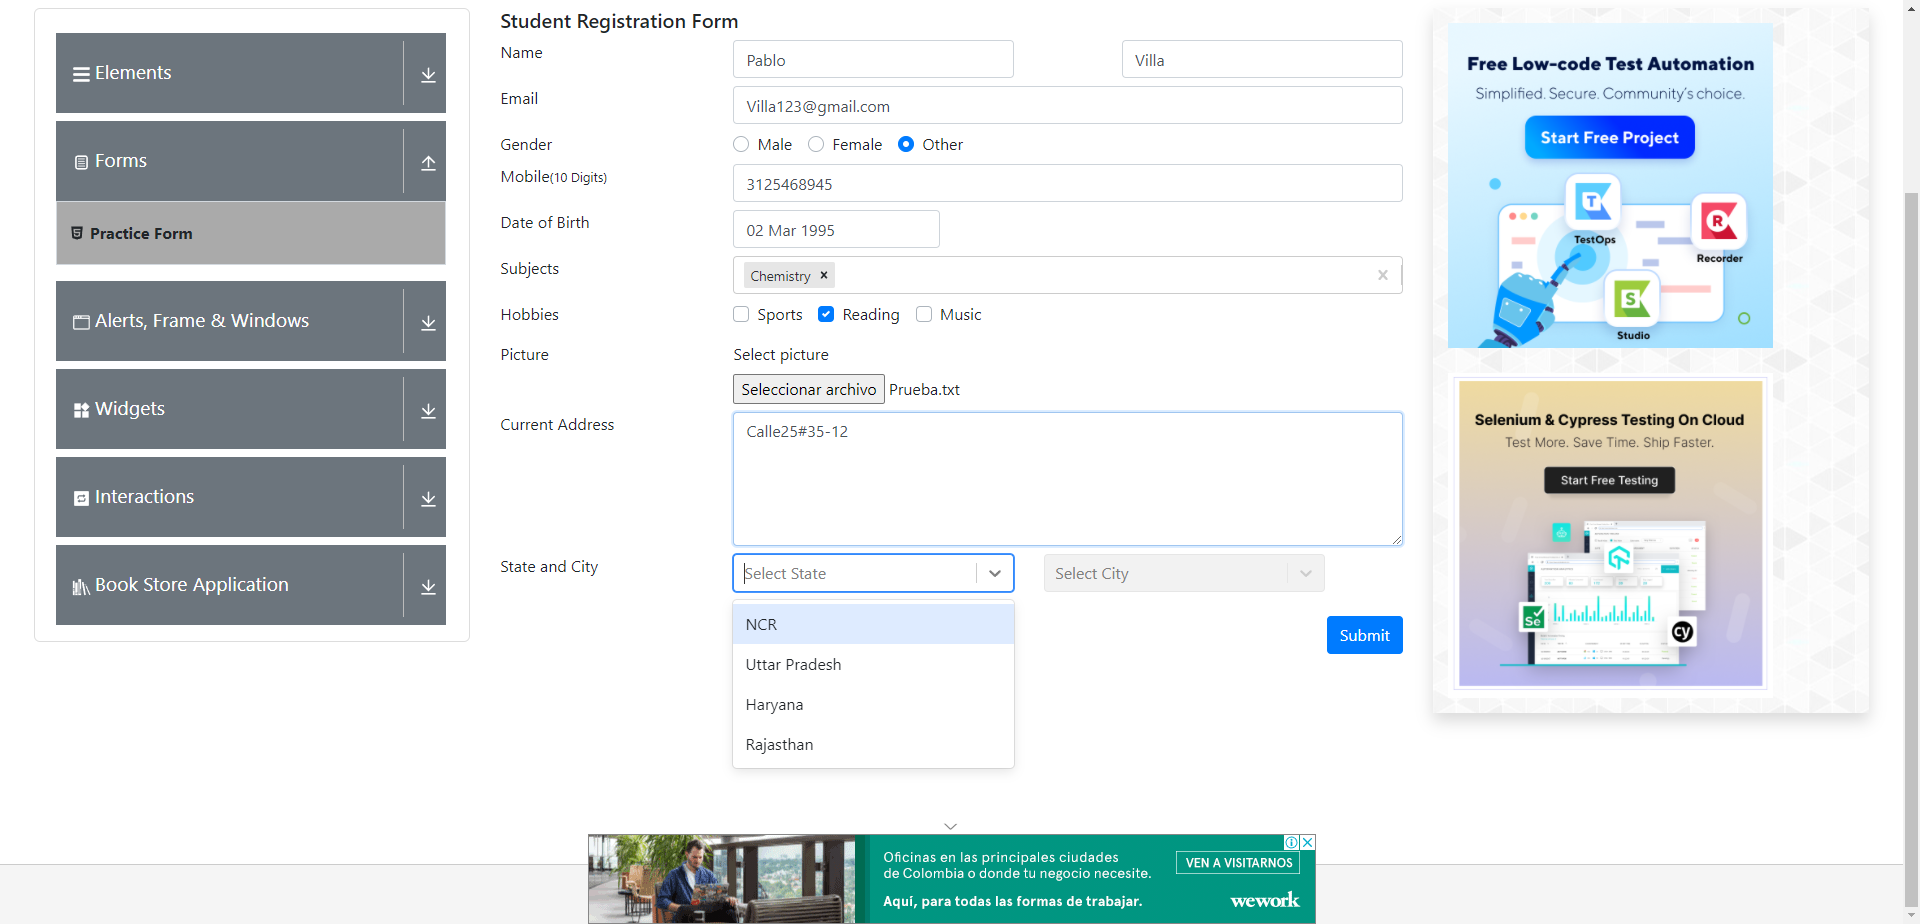 Elements
Forms
Practice Form
Alerts, Frame & Windows
Widgets
Interactions
Book Store Application
Student Registration Form
Name
Pablo
Villa
Email
Villa123@gmail.com
Gender
Male
Female
Other
Mobile(10 Digits)
3125468945
Date of Birth
02 Mar 1995
Subjects
Chemistry
Hobbies
Sports
Reading
Music
Picture
Select picture
Seleccionar archivo
Prueba.txt
Current Address
Calle25#35-12
State and City
Select State
Select City
NCR
Uttar Pradesh
Haryana
Rajasthan
Submit
Free Low-code Test Automation
Simplified. Secure. Community's choice.
Start Free Project
TestOps
Recorder
Studio
Selenium & Cypress Testing On Cloud
Test More. Save Time. Ship Faster.
Start Free Testing
Se
cy
Oficinas en las principales ciudades
de Colombia o donde tu negocio necesite.
Aquí, para todas las formas de trabajar.
VEN A VISITARNOS
wework